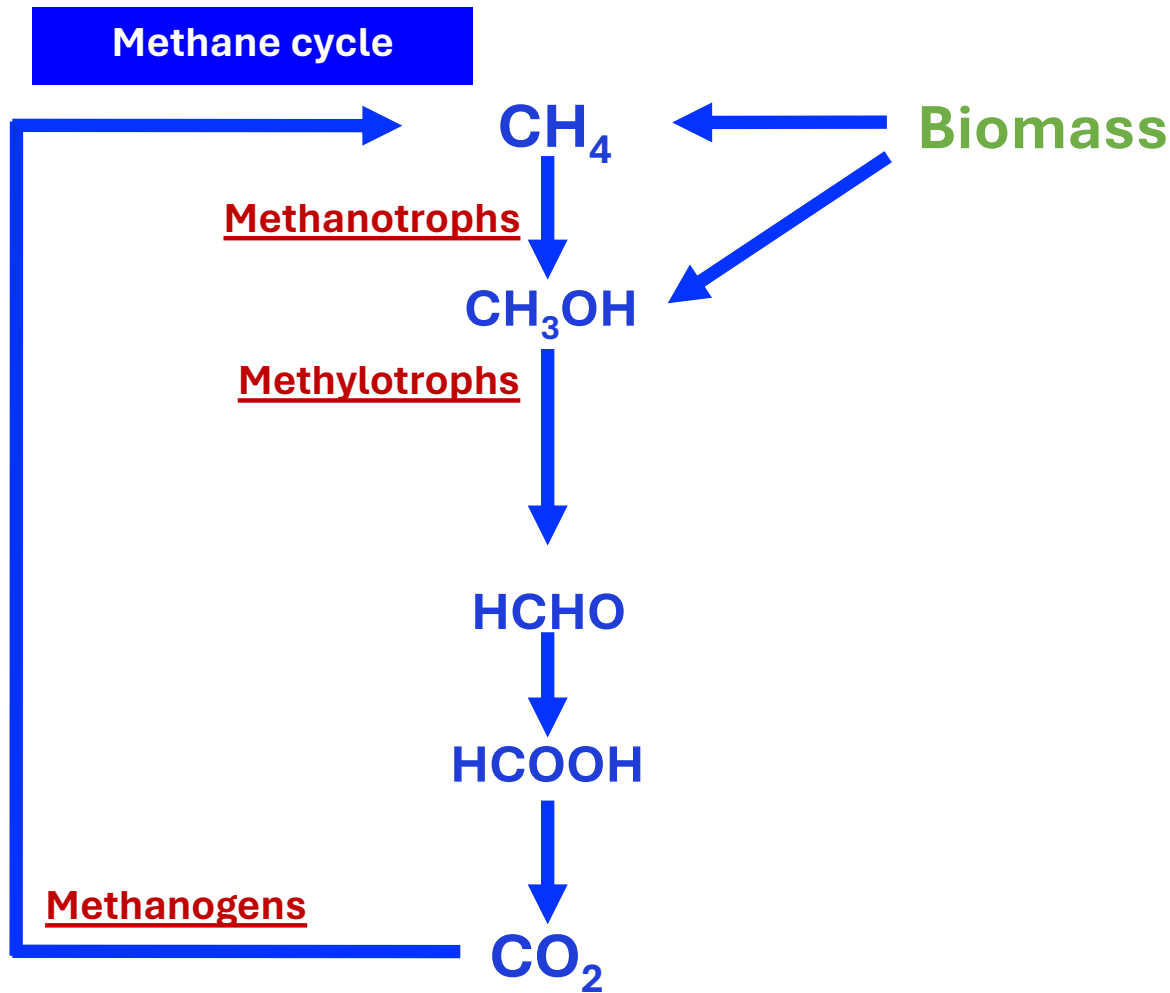 Methane cycle
CH₄
Biomass
Methanotrophs
CH₃OH
Methylotrophs
HCHO
HCOOH
Methanogens
CO₂